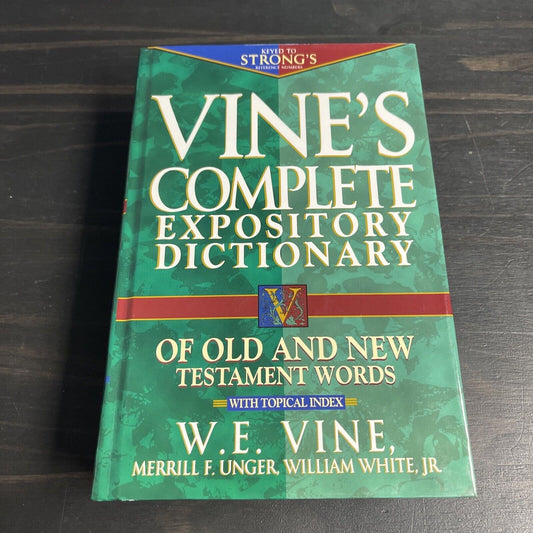 KEYED TO
STRONG'S
REFERENCE NUMBERS
VINE'S
COMPLETE
EXPOSITORY
DICTIONARY
V
OF OLD AND NEW
TESTAMENT WORDS
WITH TOPICAL INDEX
W.E. VINE,
MERRILL F. UNGER, WILLIAM WHITE, JR.